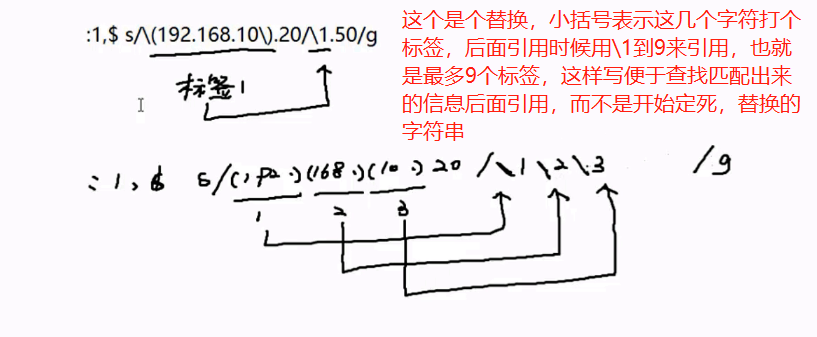 :1,$ s/\(192.168.10\).20/\1.50/g
标签1
这个是个替换，小括号表示这几个字符打个
标签，后面引用时候用\1到9来引用，也就
是最多9个标签，这样写便于查找匹配出来
的信息后面引用，而不是开始定死，替换的
字符串
:1,$ s/(192.)(168.)(10.)20/\1\2\3 /g
1 2 3